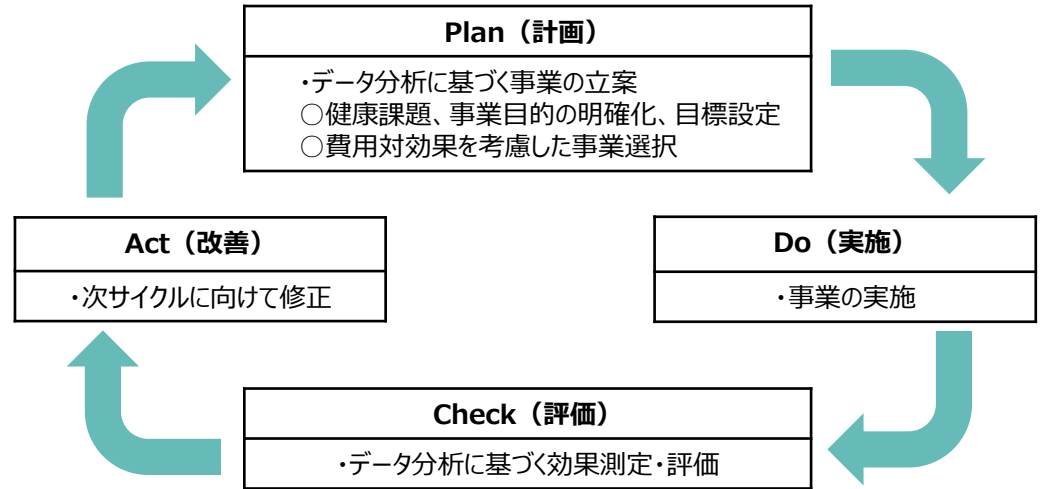 Plan（計画）
・データ分析に基づく事業の立案
○健康課題、事業目的の明確化、目標設定
○費用対効果を考慮した事業選択
Act（改善）
・次サイクルに向けて修正
Do（実施）
・事業の実施
Check（評価）
・データ分析に基づく効果測定・評価